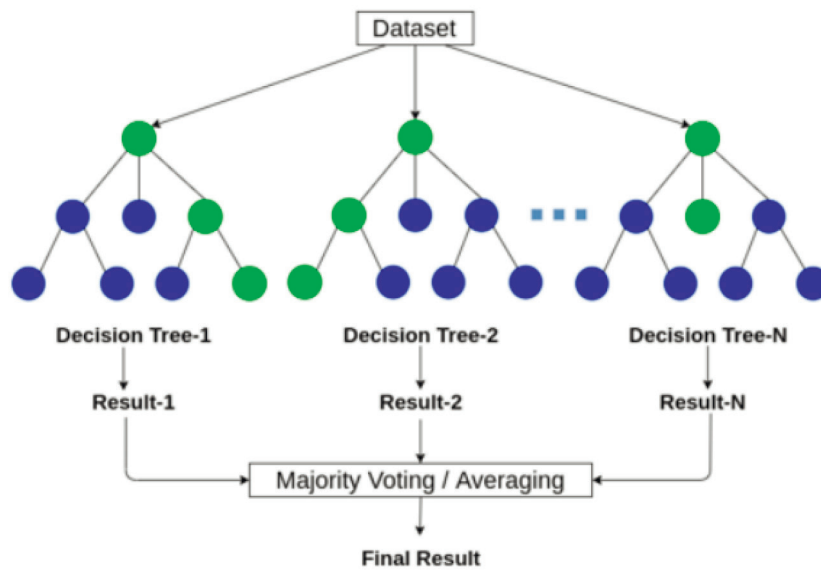 Dataset
Decision Tree-1
Decision Tree-2
Decision Tree-N
Result-1
Result-2
Result-N
Majority Voting / Averaging
Final Result